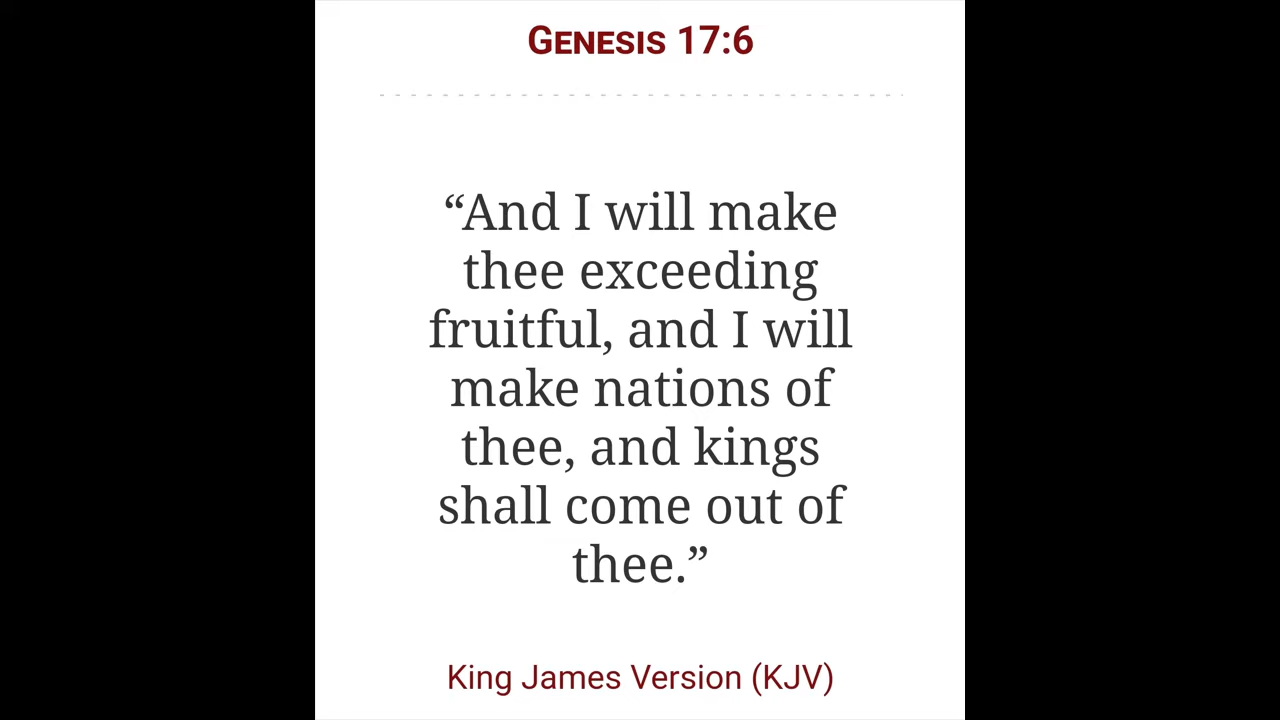 Genesis 17:6
“And I will make
thee exceeding
fruitful, and I will
make nations of
thee, and kings
shall come out of
thee.”
King James Version (KJV)